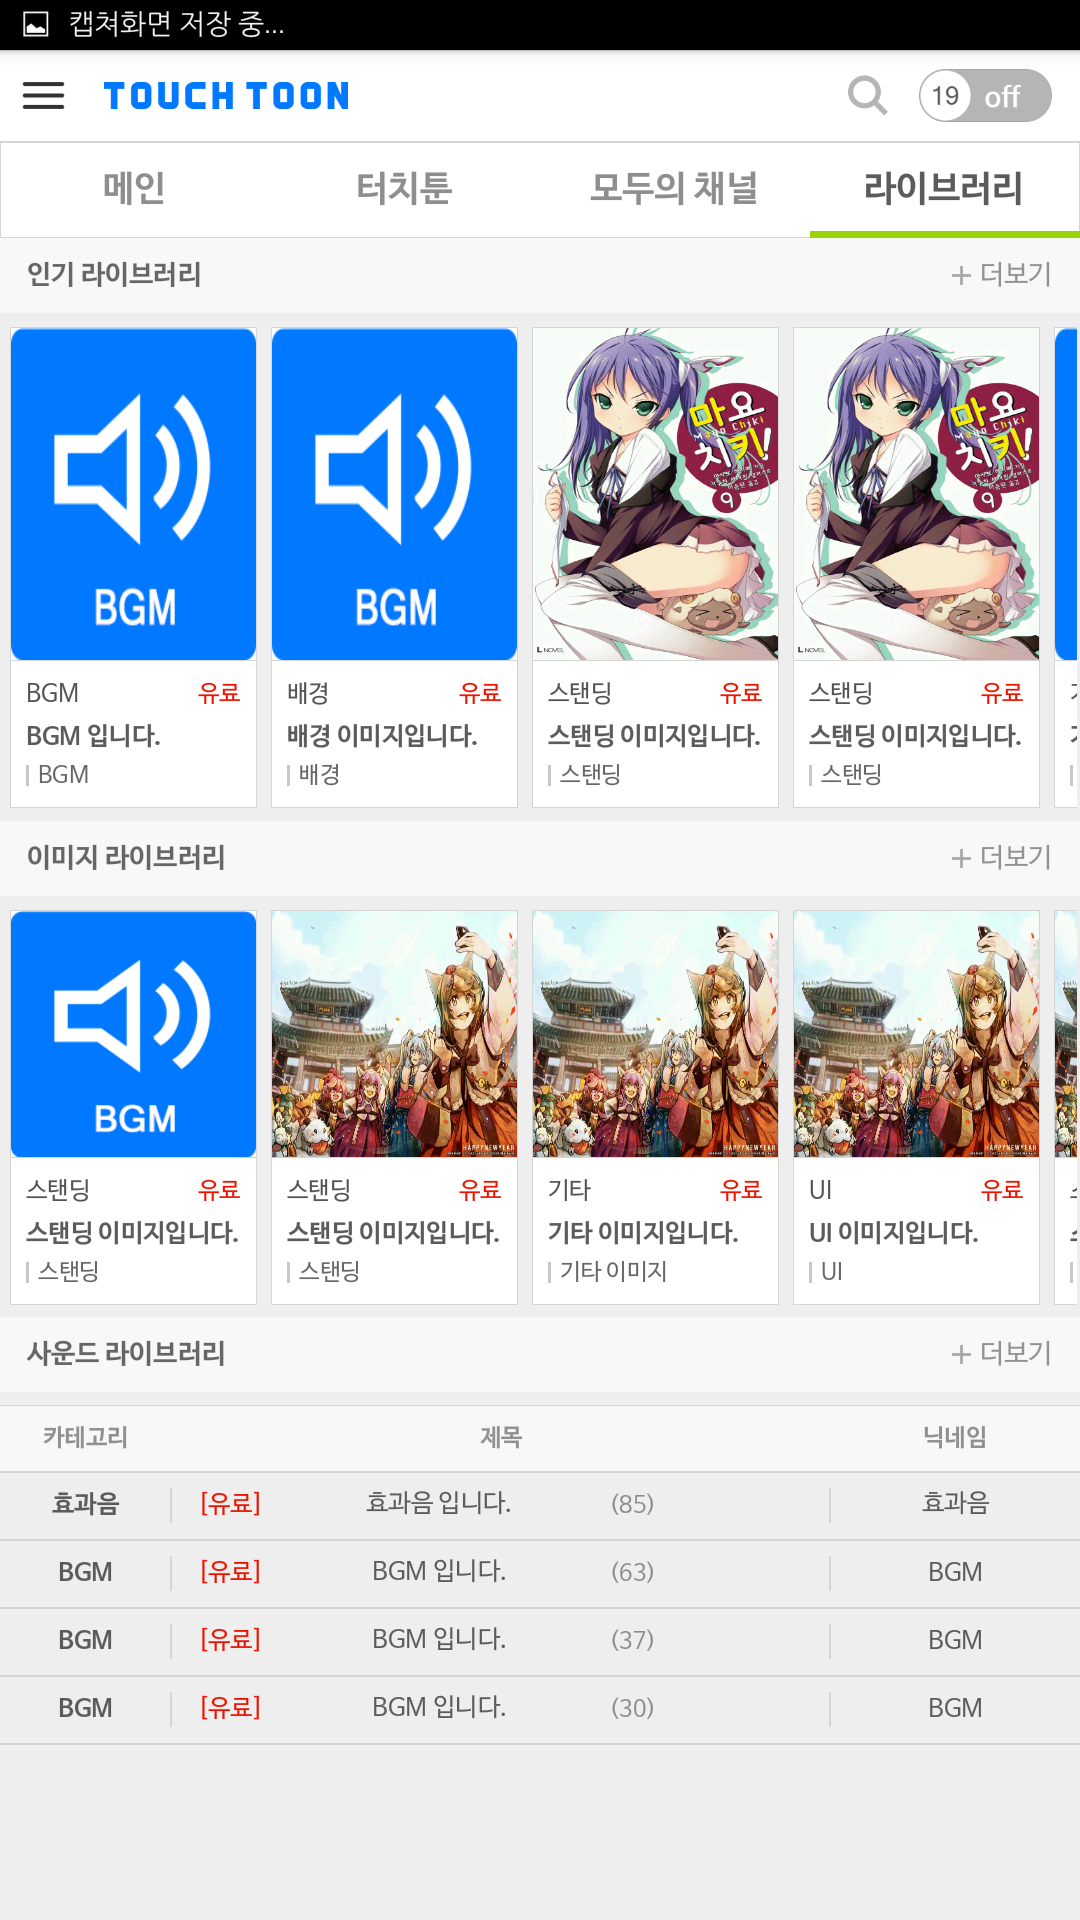 캡쳐화면 저장 중...
TOUCH TOON
19 off
메인 터치툰 모두의 채널 라이브러리
인기 라이브러리 + 더보기
BGM BGM 마요 마요
Mayo Chiki Mayo Chiki
치키! 치키!
9 9
L NOVEL L NOVEL
BGM 유료 배경 유료 스탠딩 유료 스탠딩 유료
BGM 입니다. 배경 이미지입니다. 스탠딩 이미지입니다. 스탠딩 이미지입니다.
BGM 배경 스탠딩 스탠딩
이미지 라이브러리 + 더보기
BGM HAPPYNEWYEAR HAPPYNEWYEAR HAPPYNEWYEAR
스탠딩 유료 스탠딩 유료 기타 유료 UI 유료
스탠딩 이미지입니다. 스탠딩 이미지입니다. 기타 이미지입니다. UI 이미지입니다.
스탠딩 스탠딩 기타 이미지 UI
사운드 라이브러리 + 더보기
카테고리 제목 닉네임
효과음 [유료] 효과음 입니다. (85) 효과음
BGM [유료] BGM 입니다. (63) BGM
BGM [유료] BGM 입니다. (37) BGM
BGM [유료] BGM 입니다. (30) BGM